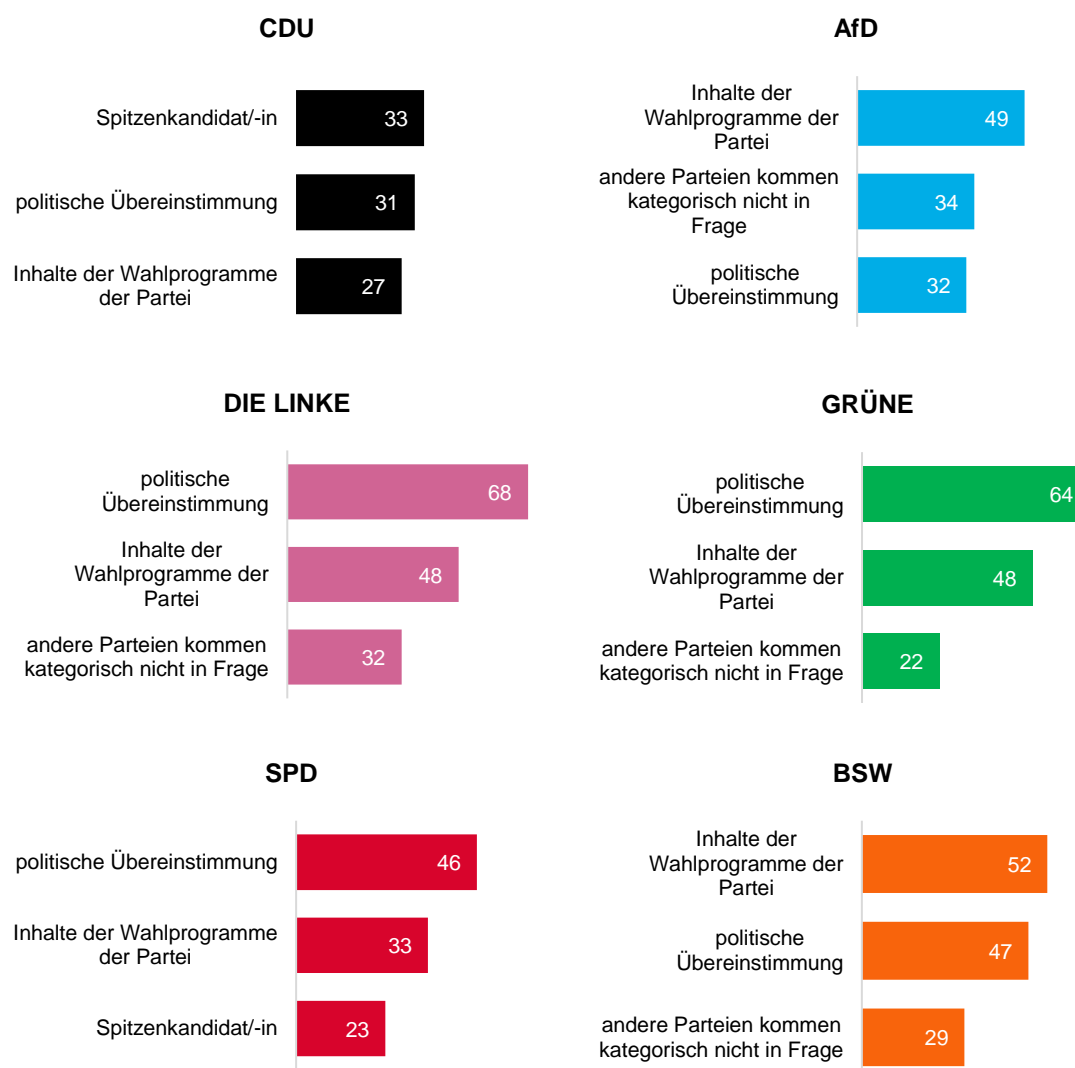 CDU
Spitzenkandidat/-in
33
politische Übereinstimmung
31
Inhalte der Wahlprogramme
der Partei
27
AfD
Inhalte der
Wahlprogramme der
Partei
49
andere Parteien kommen
kategorisch nicht in
Frage
34
politische
Übereinstimmung
32
DIE LINKE
politische
Übereinstimmung
68
Inhalte der
Wahlprogramme der
Partei
48
andere Parteien kommen
kategorisch nicht in Frage
32
GRÜNE
politische
Übereinstimmung
64
Inhalte der
Wahlprogramme der
Partei
48
andere Parteien kommen
kategorisch nicht in Frage
22
SPD
politische Übereinstimmung
46
Inhalte der Wahlprogramme
der Partei
33
Spitzenkandidat/-in
23
BSW
Inhalte der
Wahlprogramme der
Partei
52
politische
Übereinstimmung
47
andere Parteien kommen
kategorisch nicht in Frage
29